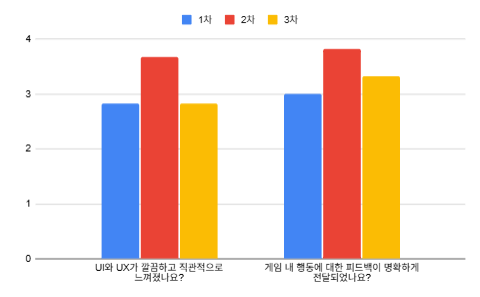 1차 2차 3차
4
3
2
1
0
UI와 UX가 깔끔하고 직관적으로
느껴졌나요?
게임 내 행동에 대한 피드백이 명확하게
전달되었나요?